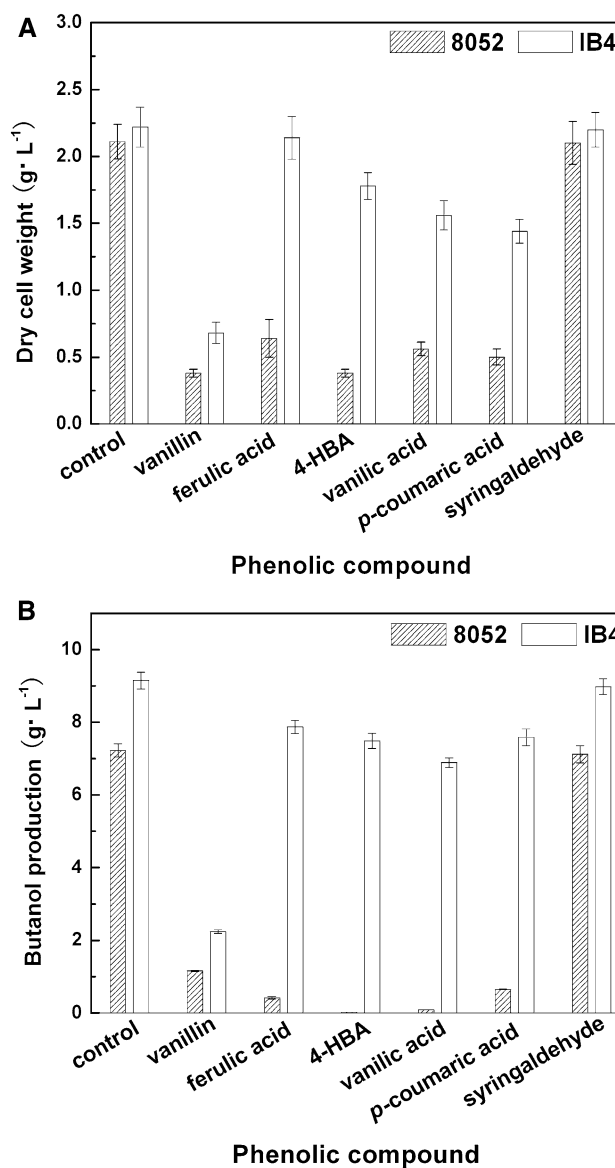 A
3.0
2.5
2.0
1.5
1.0
0.5
0.0
Dry cell weight (g· L-1)
8052
IB4
control
vanillin
ferulic acid
4-HBA
vanilic acid
p-coumaric acid
syringaldehyde
Phenolic compound
B
10
8
6
4
2
0
Butanol production (g· L-1)
8052
IB4
control
vanillin
ferulic acid
4-HBA
vanilic acid
p-coumaric acid
syringaldehyde
Phenolic compound